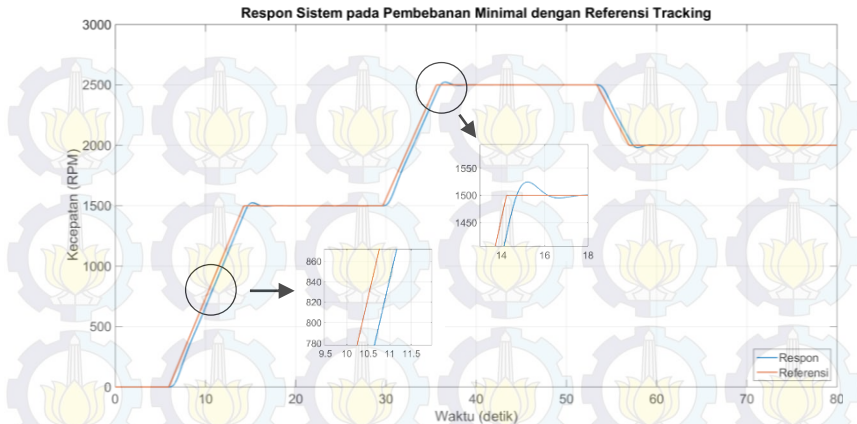 Respon Sistem pada Pembebanan Minimal dengan Referensi Tracking
Kecepatan (RPM)
3000
2500
2000
1500
1000
500
0
0 10 20 30 40 50 60 70 80
Waktu (detik)
1550
1500
1450
14 16 18
860
840
820
800
780
9.5 10 10.5 11 11.5
Respon
Referensi